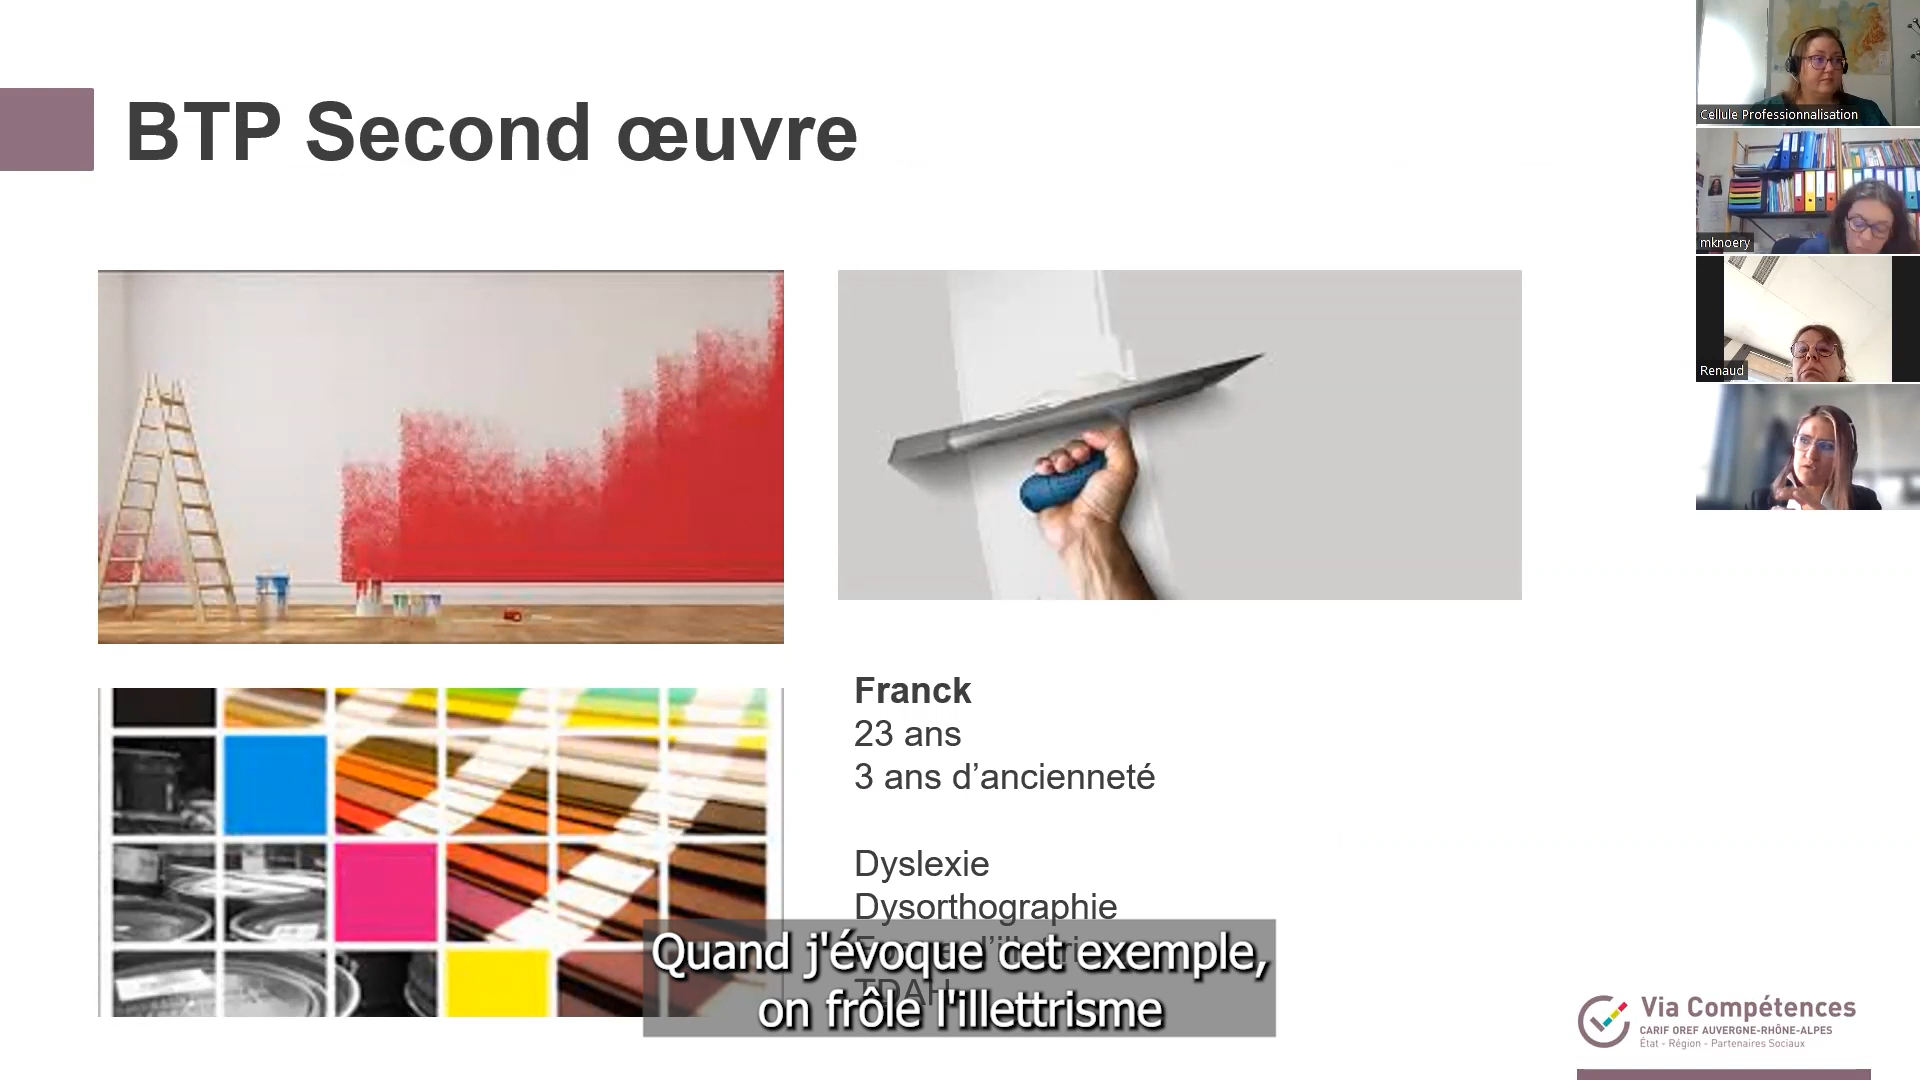 BTP Second œuvre
Cellule Professionnalisation
mknoery
Renaud
Franck
23 ans
3 ans d’ancienneté
Dyslexie
Dysorthographie
TDAH
Quand j'évoque cet exemple,
on frôle l'illettrisme
Via Compétences
CARIF OREF AUVERGNE-RHÔNE-ALPES
État - Région - Partenaires Sociaux